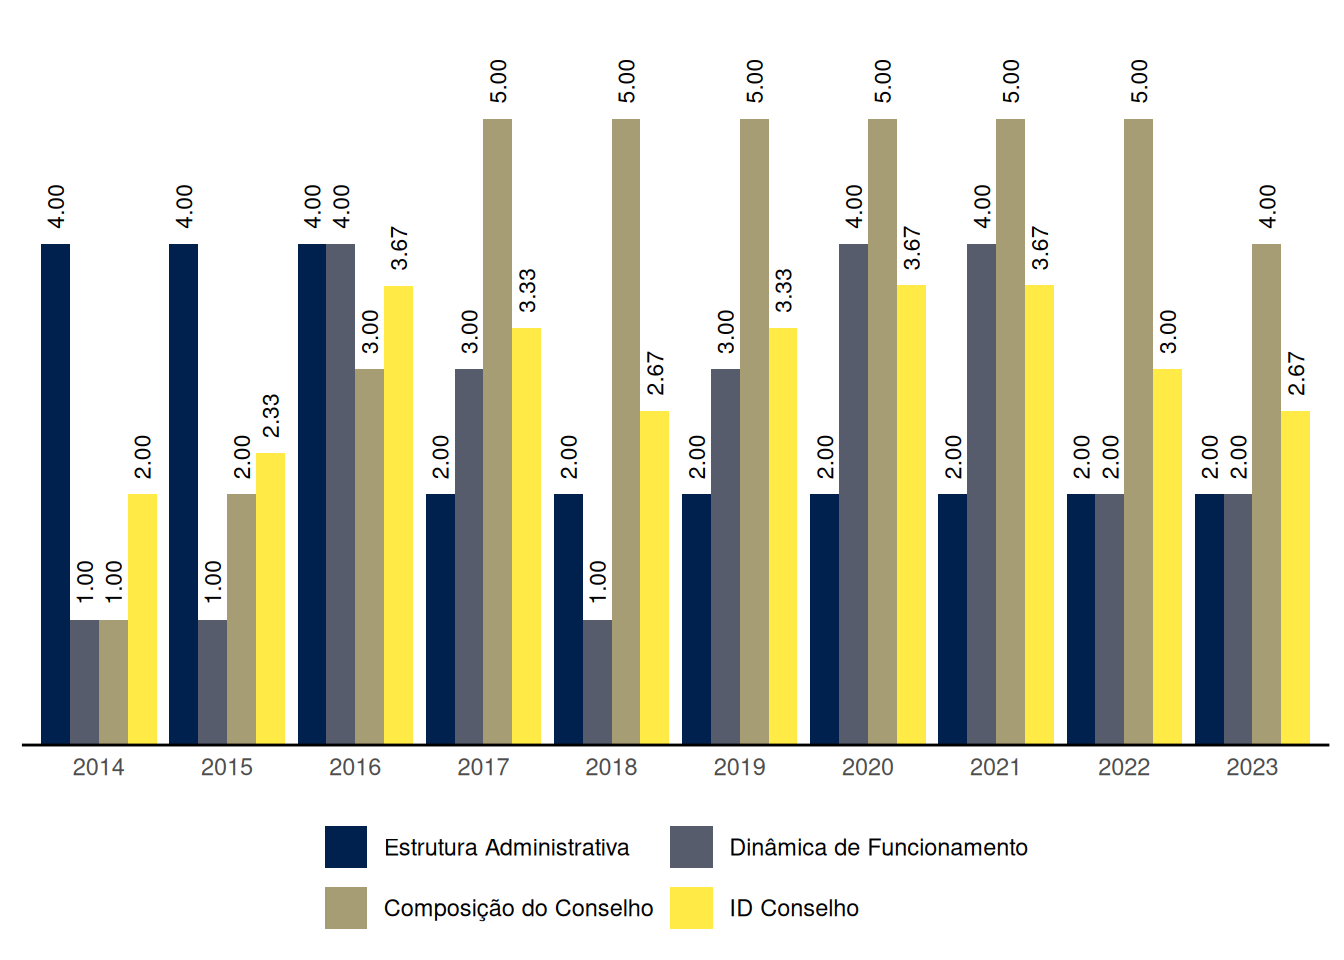 5.00 5.00 5.00 5.00 5.00 5.00
4.00 4.00 4.00 4.00 4.00 4.00 4.00
3.67 3.67 3.67
3.33 3.33
3.00 3.00 3.00 3.00
2.67 2.67
2.33
2.00 2.00 2.00 2.00 2.00 2.00 2.00 2.00 2.00 2.00 2.00
1.00 1.00 1.00 1.00
2014 2015 2016 2017 2018 2019 2020 2021 2022 2023
Estrutura Administrativa Dinâmica de Funcionamento
Composição do Conselho ID Conselho